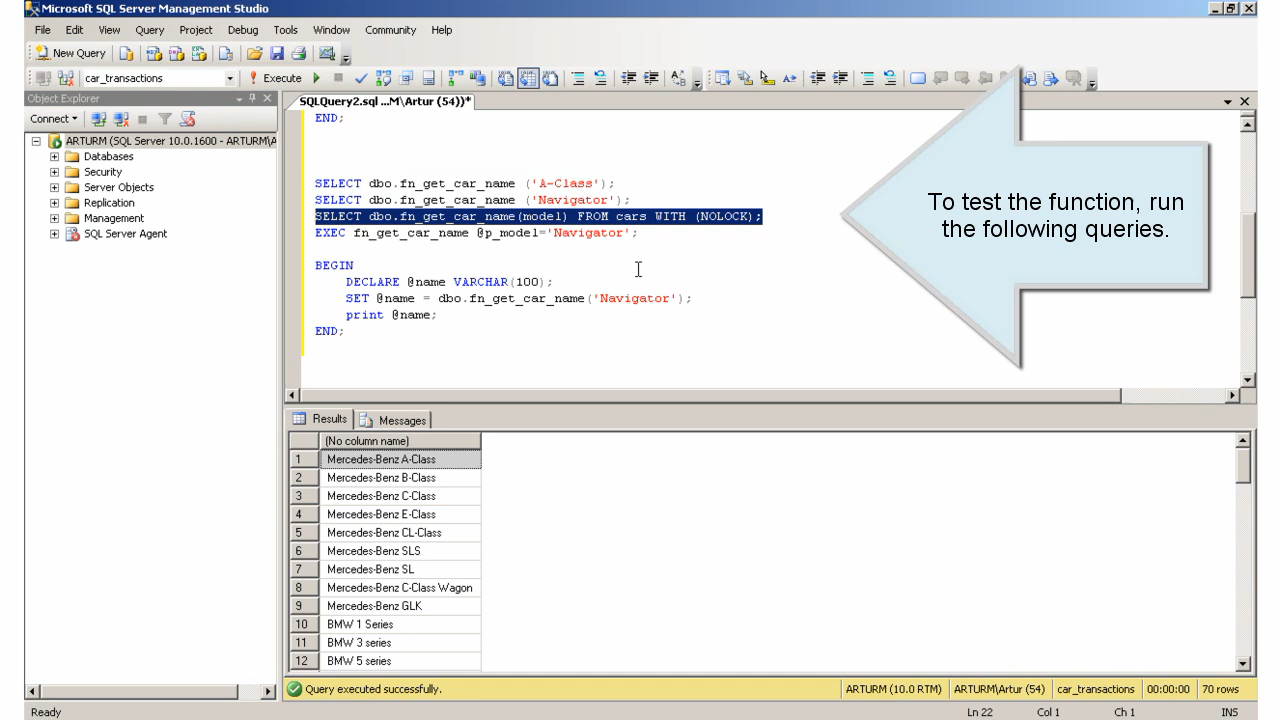 Microsoft SQL Server Management Studio
File Edit View Query Project Debug Tools Window Community Help
New Query
car_transactions Execute
Object Explorer
SQLQuery2.sql ...M\Artur (54))*
Connect
ARTURM (SQL Server 10.0.1600 - ARTURM\A
Databases
Security
Server Objects
Replication
Management
SQL Server Agent
END;
SELECT dbo.fn_get_car_name ('A-Class');
SELECT dbo.fn_get_car_name ('Navigator');
SELECT dbo.fn_get_car_name(model) FROM cars WITH (NOLOCK);
EXEC fn_get_car_name @p_model='Navigator';
BEGIN
DECLARE @name VARCHAR(100);
SET @name = dbo.fn_get_car_name('Navigator');
print @name;
END;
To test the function, run
the following queries.
Results Messages
(No column name)
1 Mercedes-Benz A-Class
2 Mercedes-Benz B-Class
3 Mercedes-Benz C-Class
4 Mercedes-Benz E-Class
5 Mercedes-Benz CL-Class
6 Mercedes-Benz SLS
7 Mercedes-Benz SL
8 Mercedes-Benz C-Class Wagon
9 Mercedes-Benz GLK
10 BMW 1 Series
11 BMW 3 series
12 BMW 5 series
Query executed successfully. ARTURM (10.0 RTM) ARTURM\Artur (54) car_transactions 00:00:00 70 rows
Ready Ln 22 Col 1 Ch 1 INS